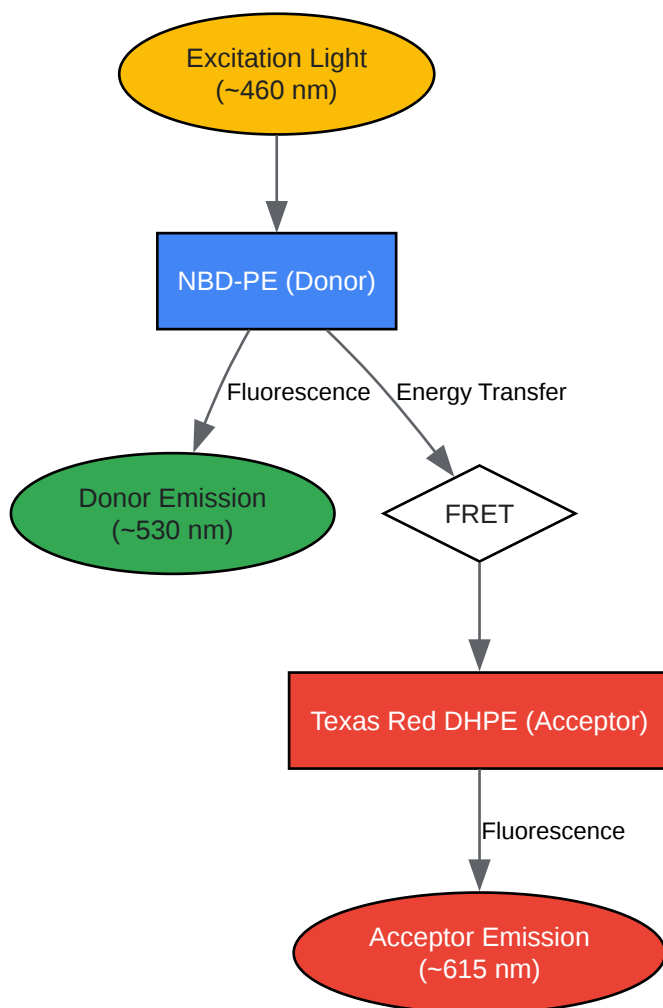 Excitation Light
(~460 nm)
NBD-PE (Donor)
Fluorescence
Energy Transfer
Donor Emission
(~530 nm)
FRET
Texas Red DHPE (Acceptor)
Fluorescence
Acceptor Emission
(~615 nm)